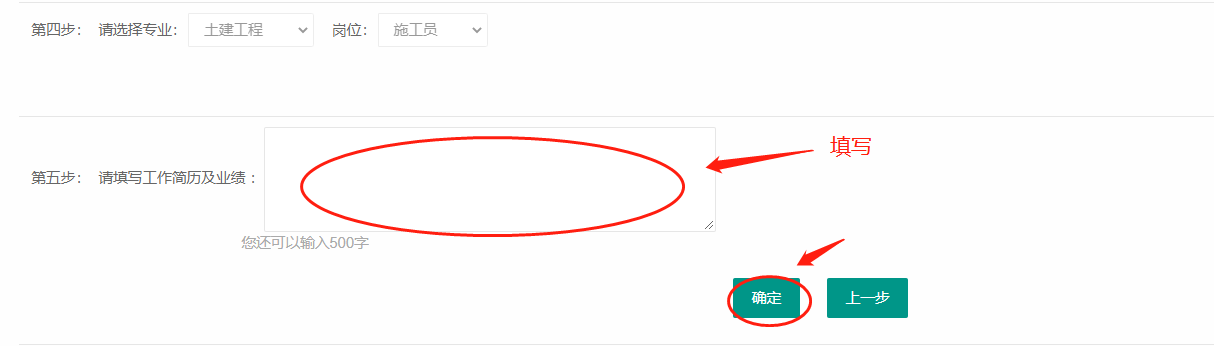 第四步： 请选择专业： 土建工程 岗位： 施工员
填写
第五步： 请填写工作简历及业绩：
您还可以输入500字
确定 上一步